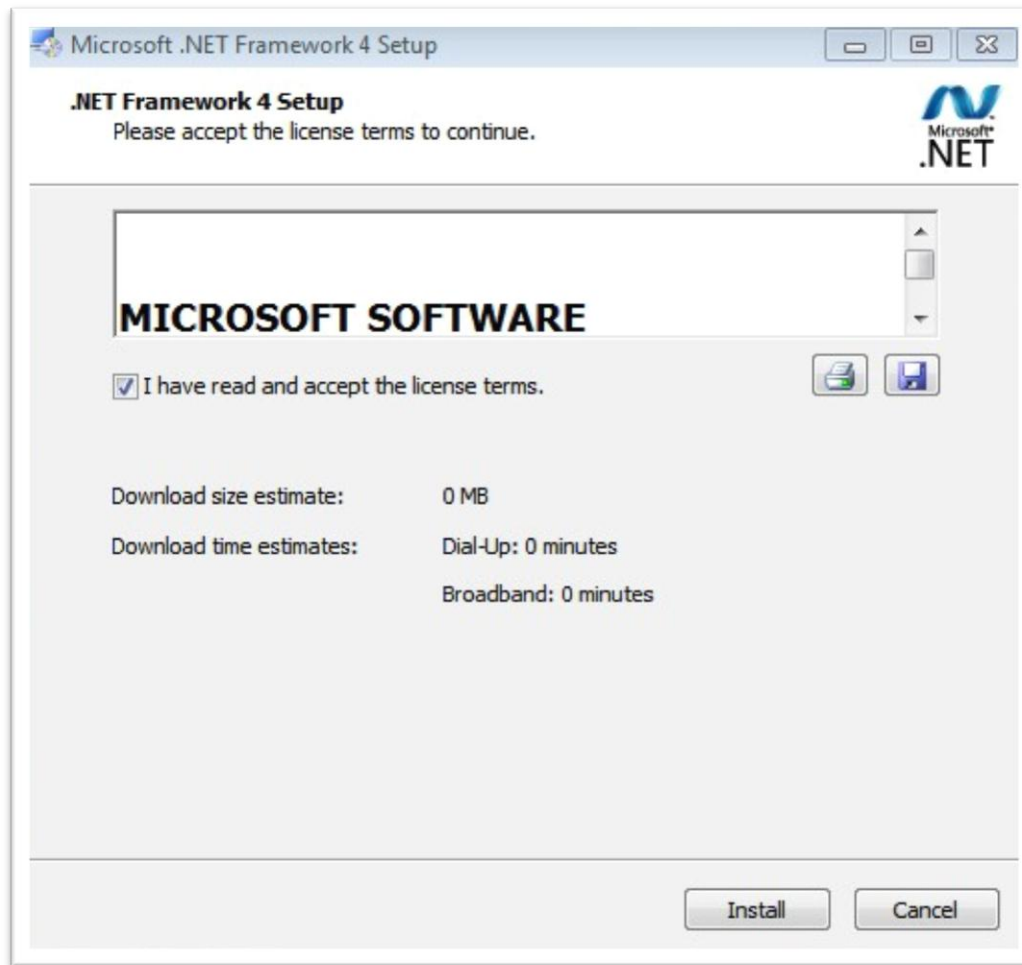 Microsoft .NET Framework 4 Setup
.NET Framework 4 Setup
Please accept the license terms to continue.
Microsoft®
.NET
MICROSOFT SOFTWARE
I have read and accept the license terms.
Download size estimate: 0 MB
Download time estimates: Dial-Up: 0 minutes
Broadband: 0 minutes
Install Cancel